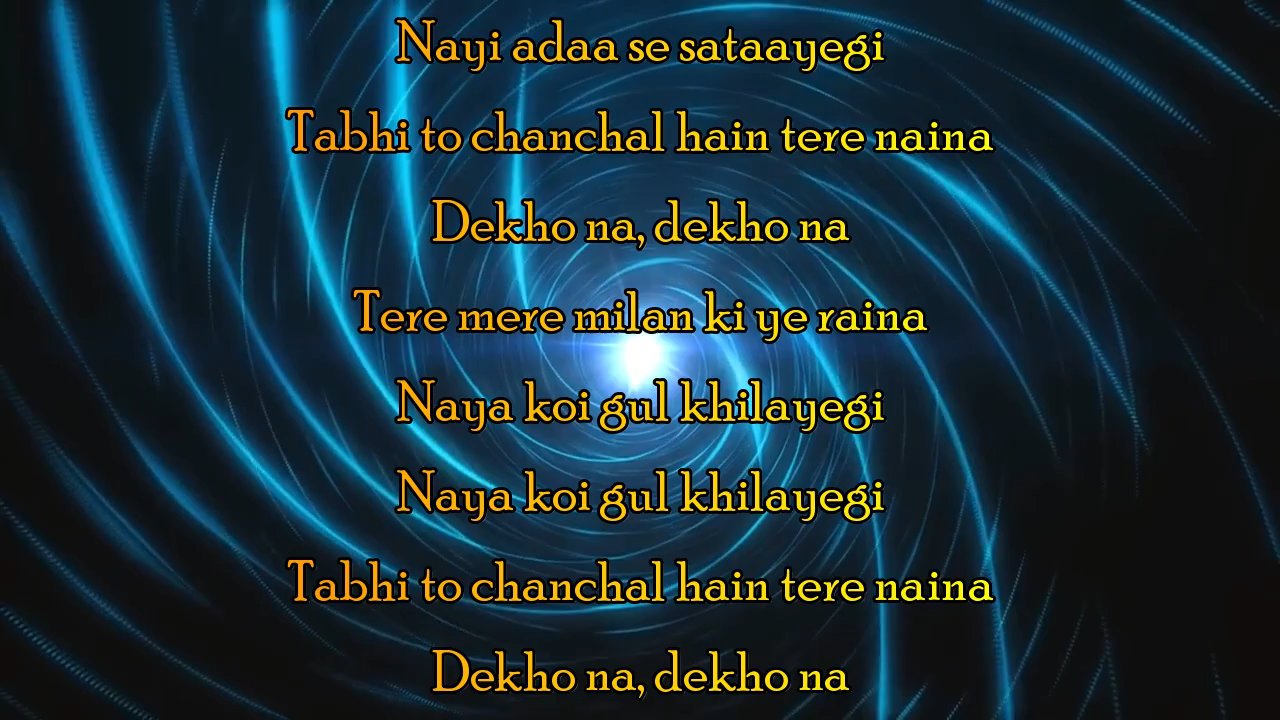 Nayi adaa se sataayegi
Tabhi to chanchal hain tere naina
Dekho na, dekho na
Tere mere milan ki ye raina
Naya koi gul khilayegi
Naya koi gul khilayegi
Tabhi to chanchal hain tere naina
Dekho na, dekho na